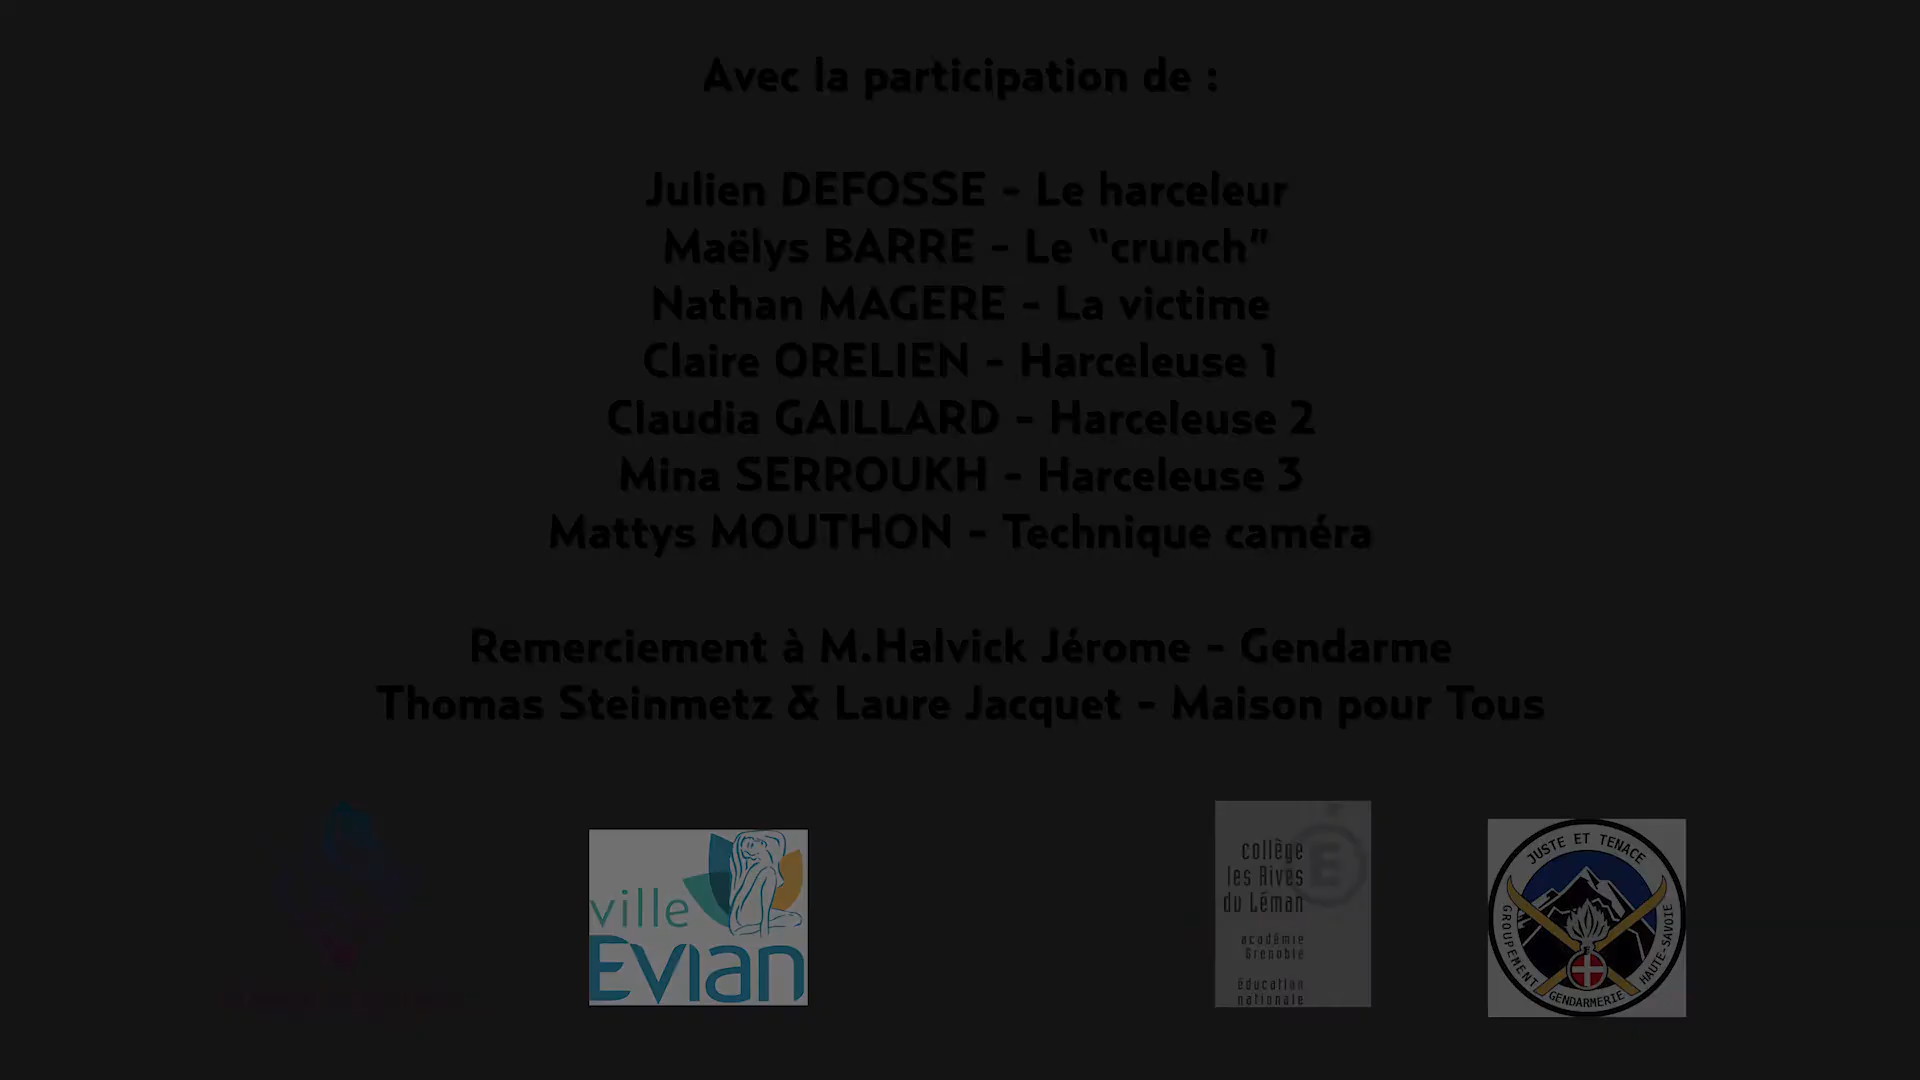 Avec la participation de :
Julien DEFOSSE - Le harceleur
Maëlys BARRE - Le "crunch"
Nathan MAGERE - La victime
Claire ORELIEN - Harceleuse 1
Claudia GAILLARD - Harceleuse 2
Mina SERROUKH - Harceleuse 3
Mattys MOUTHON - Technique caméra
Remerciement à M.Halvick Jérome - Gendarme
Thomas Steinmetz & Laure Jacquet - Maison pour Tous
ville
Evian
collège
les Rives
du Léman
académie
Grenoble
éducation
nationale
JUSTE ET TENACE
GROUPEMENT GENDARMERIE HAUTE-SAVOIE